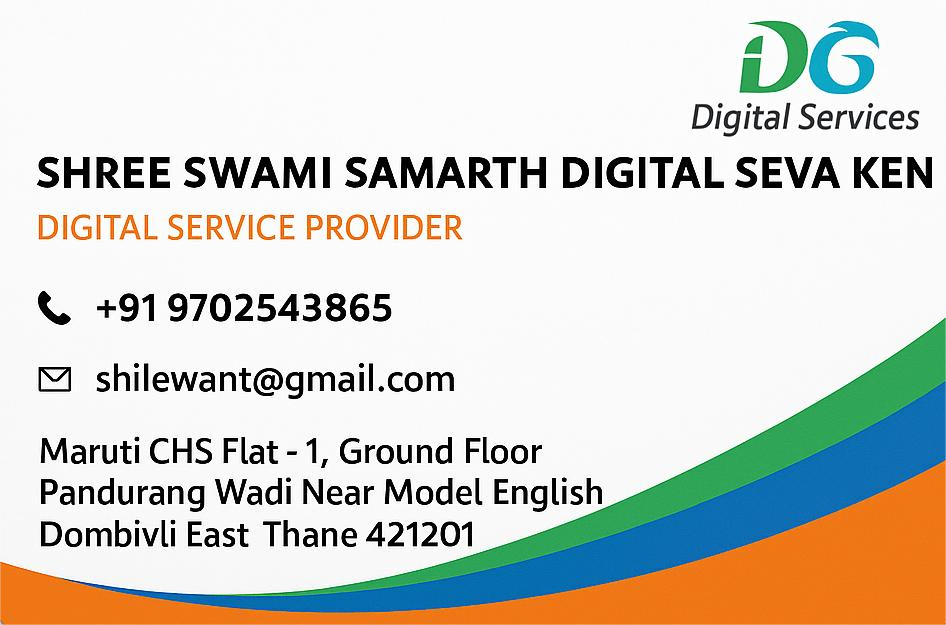 DG
Digital Services
SHREE SWAMI SAMARTH DIGITAL SEVA KEN
DIGITAL SERVICE PROVIDER
+91 9702543865
shilewant@gmail.com
Maruti CHS Flat - 1, Ground Floor
Pandurang Wadi Near Model English
Dombivli East Thane 421201